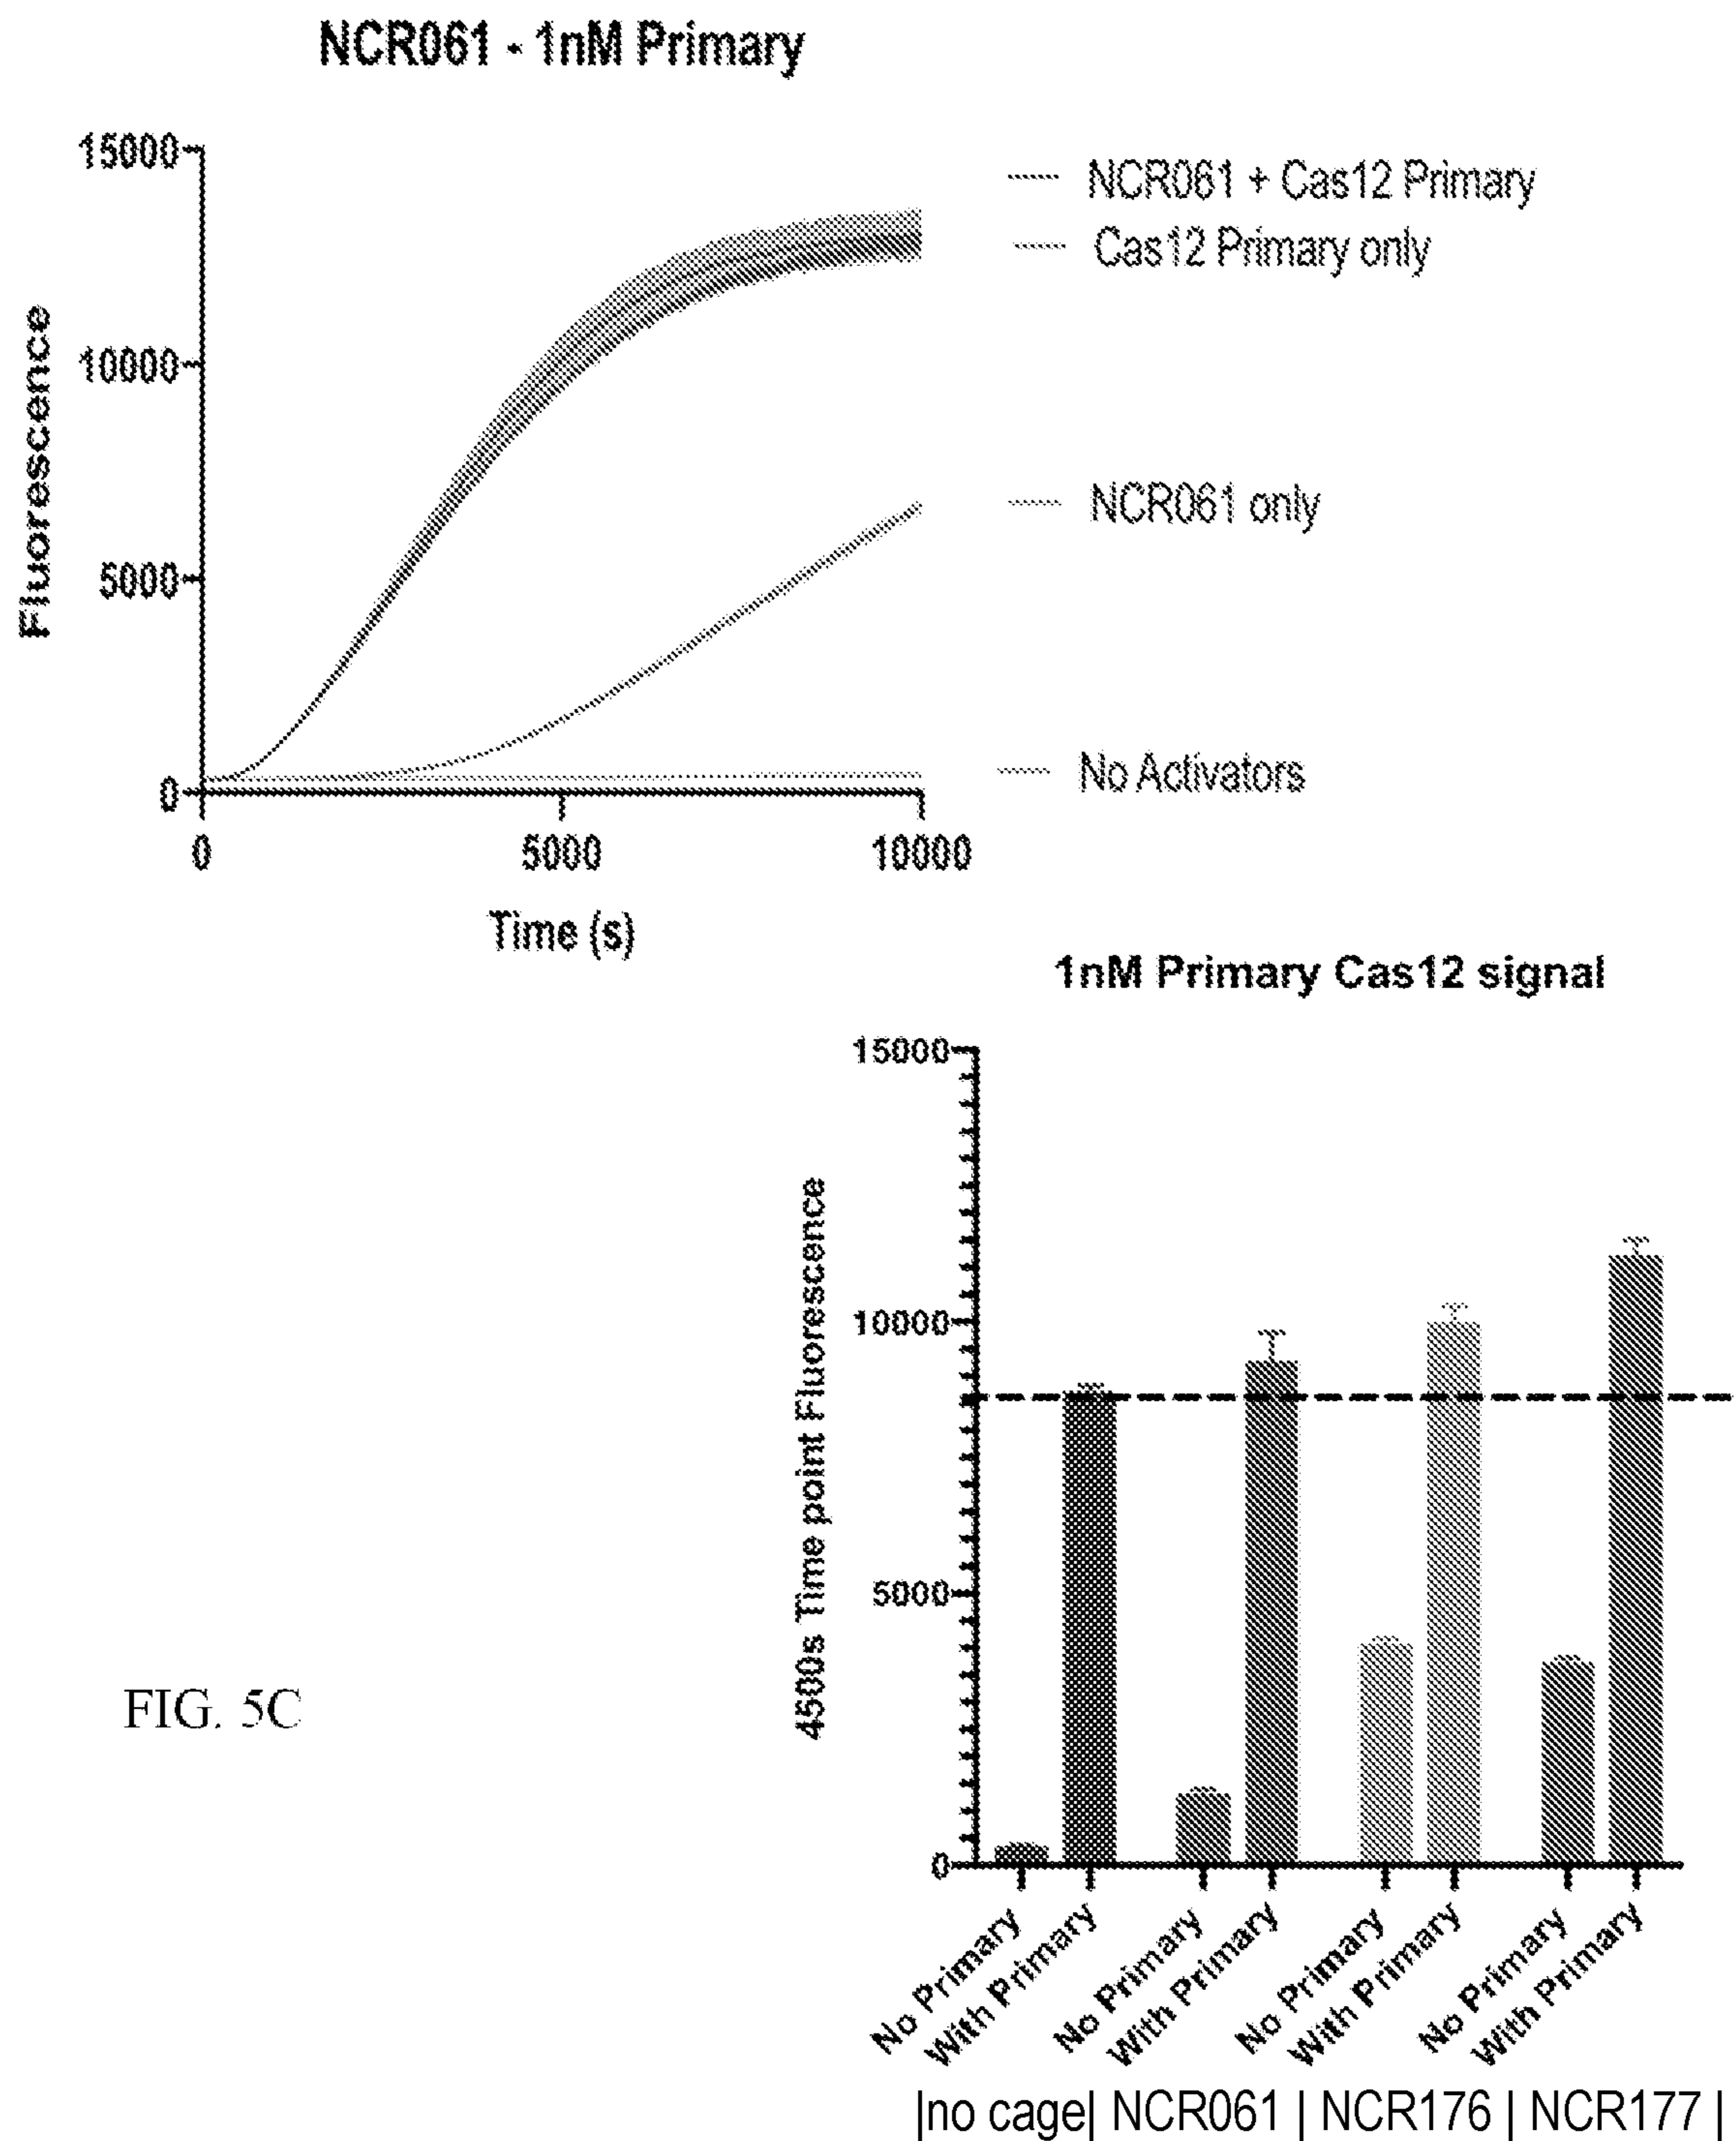 NCR061 - 1nM Primary
15000
10000
5000
0
Fluorescence
0 5000 10000
Time (s)
NCR061 + Cas12 Primary
Cas12 Primary only
NCR061 only
No Activators
1nM Primary Cas12 signal
15000
10000
5000
0
4500s Time point Fluorescence
No Primary
With Primary
No Primary
With Primary
No Primary
With Primary
No Primary
With Primary
|no cage| NCR061 | NCR176 | NCR177 |
FIG. 5C